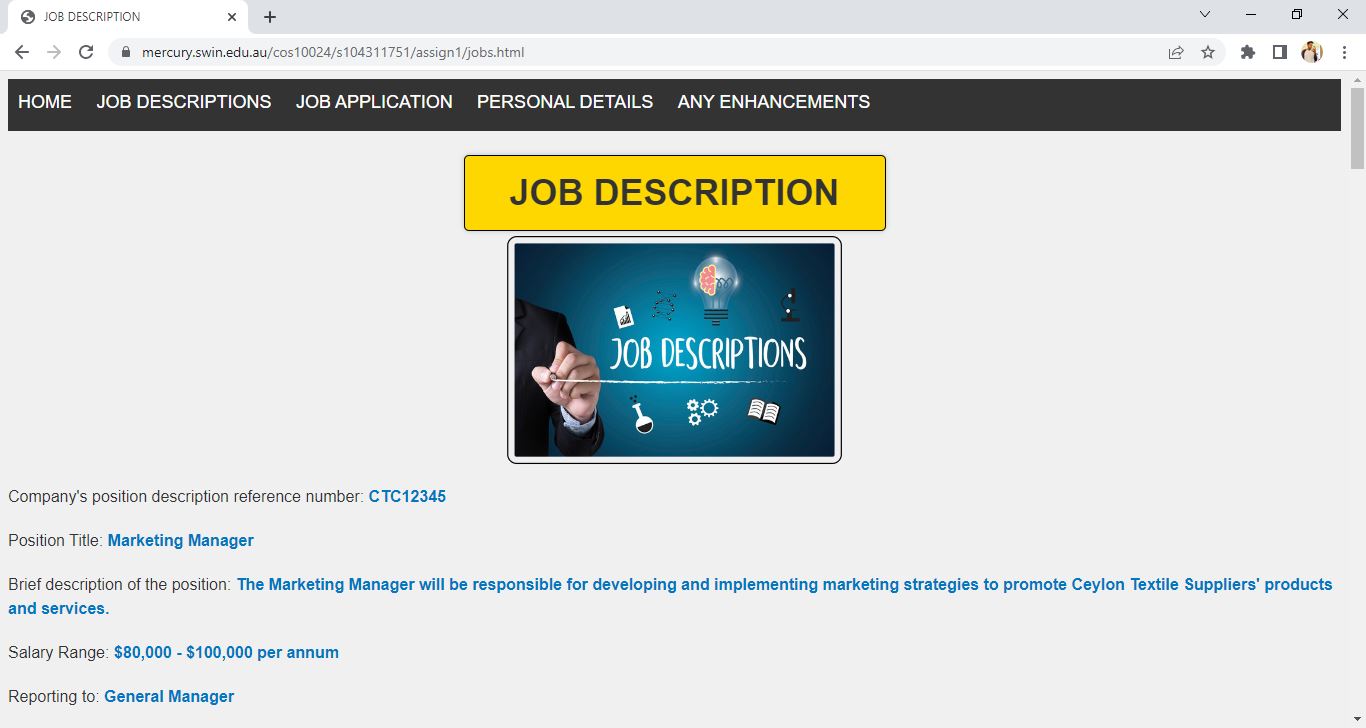 JOB DESCRIPTION
mercury.swin.edu.au/cos10024/s104311751/assign1/jobs.html
HOME JOB DESCRIPTIONS JOB APPLICATION PERSONAL DETAILS ANY ENHANCEMENTS
JOB DESCRIPTION
JOB DESCRIPTIONS
Company's position description reference number: CTC12345
Position Title: Marketing Manager
Brief description of the position: The Marketing Manager will be responsible for developing and implementing marketing strategies to promote Ceylon Textile Suppliers' products
and services.
Salary Range: $80,000 - $100,000 per annum
Reporting to: General Manager